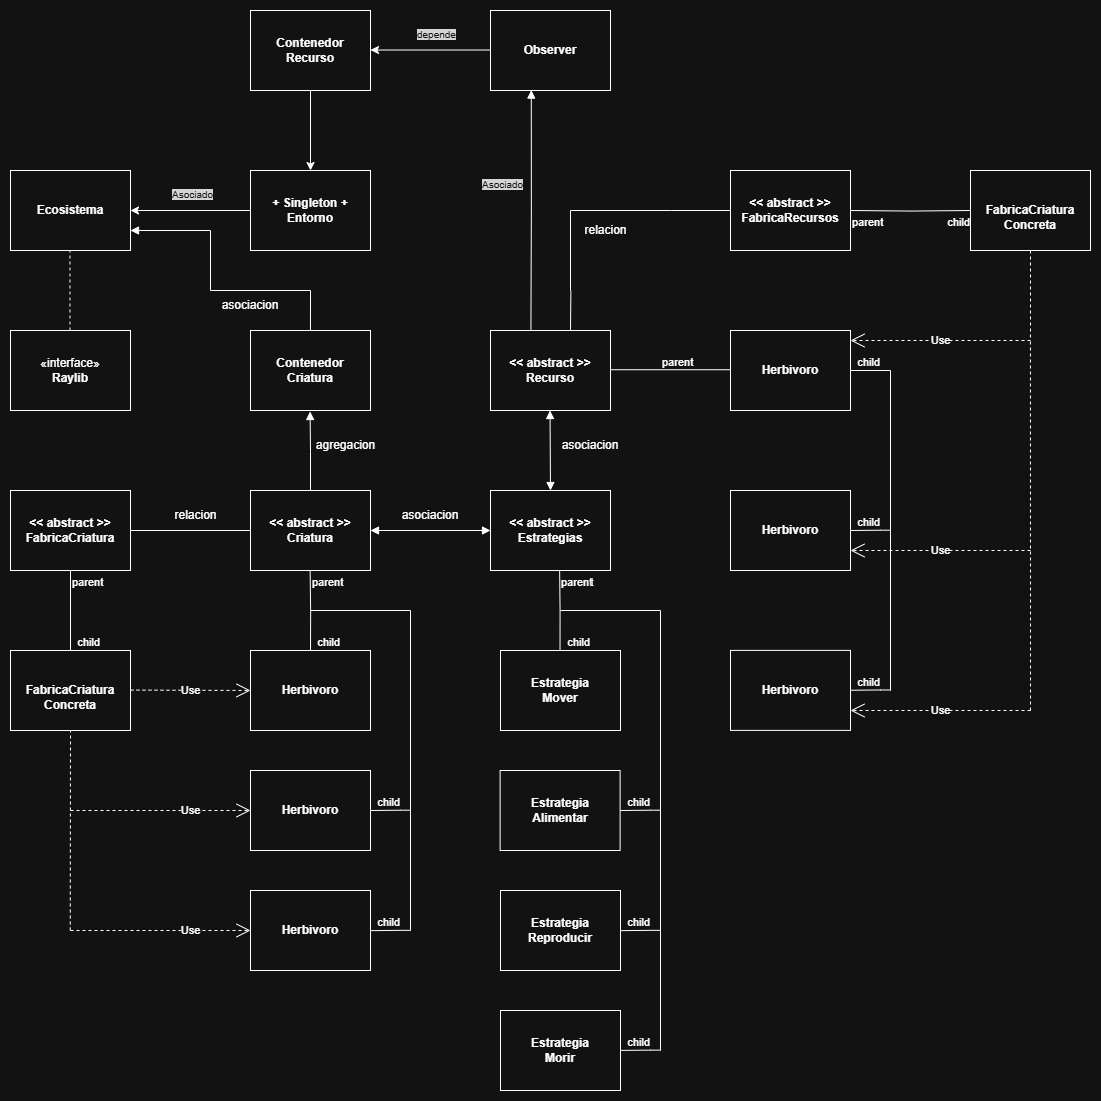 Contenedor
Recurso
depende
Observer
Ecosistema
Asociado
+ Singleton +
Entorno
Asociado
relacion
<< abstract >>
FabricaRecursos
parent
child
FabricaCriatura
Concreta
asociacion
«interface»
Raylib
Contenedor
Criatura
<< abstract >>
Recurso
parent
Herbivoro
child
Use
agregacion
asociacion
<< abstract >>
FabricaCriatura
relacion
<< abstract >>
Criatura
asociacion
<< abstract >>
Estrategias
Herbivoro
child
Use
parent
parent
parent
child
child
child
FabricaCriatura
Concreta
Use
Herbivoro
Estrategia
Mover
Herbivoro
child
Use
Use
Herbivoro
child
Estrategia
Alimentar
child
Use
Herbivoro
child
Estrategia
Reproducir
child
Estrategia
Morir
child